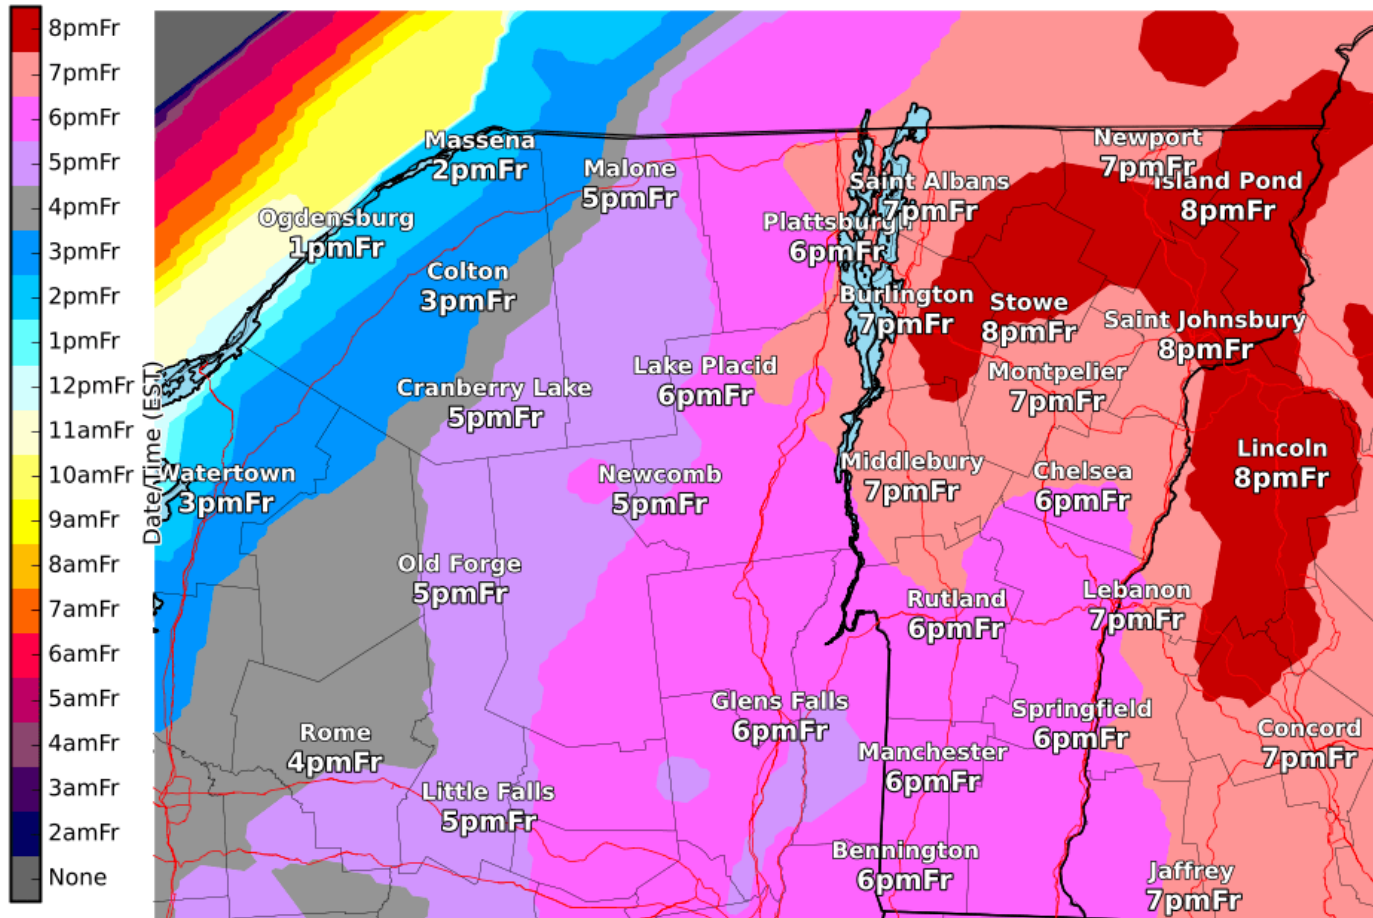 8pmFr
7pmFr
6pmFr
5pmFr
4pmFr
3pmFr
2pmFr
1pmFr
12pmFr
11amFr
10amFr
9amFr
8amFr
7amFr
6amFr
5amFr
4amFr
3amFr
2amFr
None
Date/Time (EST)
Massena
2pmFr
Malone
5pmFr
Newport
7pmFr
Island Pond
8pmFr
Saint Albans
7pmFr
Ogdensburg
1pmFr
Plattsburgh
6pmFr
Colton
3pmFr
Burlington
7pmFr
Stowe
8pmFr
Saint Johnsbury
8pmFr
Lake Placid
6pmFr
Montpelier
7pmFr
Cranberry Lake
5pmFr
Lincoln
8pmFr
Watertown
3pmFr
Newcomb
5pmFr
Middlebury
7pmFr
Chelsea
6pmFr
Old Forge
5pmFr
Rutland
6pmFr
Lebanon
7pmFr
Glens Falls
6pmFr
Springfield
6pmFr
Rome
4pmFr
Concord
7pmFr
Manchester
6pmFr
Little Falls
5pmFr
Bennington
6pmFr
Jaffrey
7pmFr